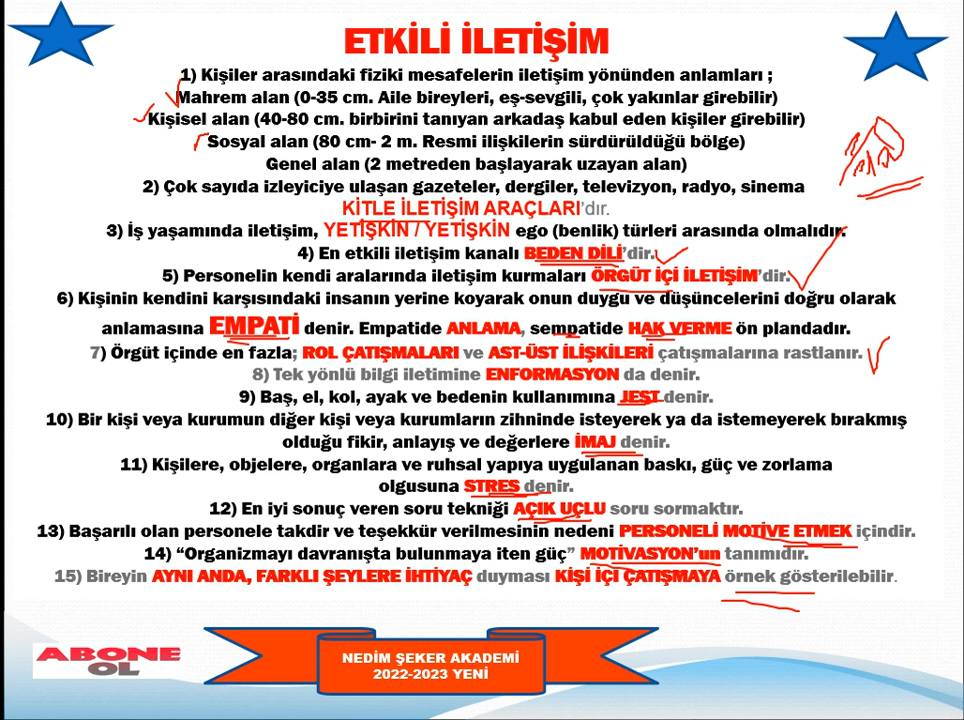 ETKİLİ İLETİŞİM
1) Kişiler arasındaki fiziki mesafelerin iletişim yönünden anlamları ;
Mahrem alan (0-35 cm. Aile bireyleri, eş-sevgili, çok yakınlar girebilir)
Kişisel alan (40-80 cm. birbirini tanıyan arkadaş kabul eden kişiler girebilir)
Sosyal alan (80 cm- 2 m. Resmi ilişkilerin sürdürüldüğü bölge)
Genel alan (2 metreden başlayarak uzayan alan)
2) Çok sayıda izleyiciye ulaşan gazeteler, dergiler, televizyon, radyo, sinema
KİTLE İLETİŞİM ARAÇLARI'dır.
3) İş yaşamında iletişim, YETİŞKİN / YETİŞKİN ego (benlik) türleri arasında olmalıdır.
4) En etkili iletişim kanalı BEDEN DİLİ'dir.
5) Personelin kendi aralarında iletişim kurmaları ÖRGÜT İÇİ İLETİŞİM'dir.
6) Kişinin kendini karşısındaki insanın yerine koyarak onun duygu ve düşüncelerini doğru olarak
anlamasına EMPATİ denir. Empatide ANLAMA, sempatide HAK VERME ön plandadır.
7) Örgüt içinde en fazla; ROL ÇATIŞMALARI ve AST-ÜST İLİŞKİLERİ çatışmalarına rastlanır.
8) Tek yönlü bilgi iletimine ENFORMASYON da denir.
9) Baş, el, kol, ayak ve bedenin kullanımına JEST denir.
10) Bir kişi veya kurumun diğer kişi veya kurumların zihninde isteyerek ya da istemeyerek bırakmış
olduğu fikir, anlayış ve değerlere İMAJ denir.
11) Kişilere, objelere, organlara ve ruhsal yapıya uygulanan baskı, güç ve zorlama
olgusuna STRES denir.
12) En iyi sonuç veren soru tekniği AÇIK UÇLU soru sormaktır.
13) Başarılı olan personele takdir ve teşekkür verilmesinin nedeni PERSONELİ MOTİVE ETMEK içindir.
14) “Organizmayı davranışta bulunmaya iten güç” MOTİVASYON'un tanımıdır.
15) Bireyin AYNI ANDA, FARKLI ŞEYLERE İHTİYAÇ duyması KİŞİ İÇİ ÇATIŞMAYA örnek gösterilebilir.
ABONE
OL
NEDİM ŞEKER AKADEMİ
2022-2023 YENİ